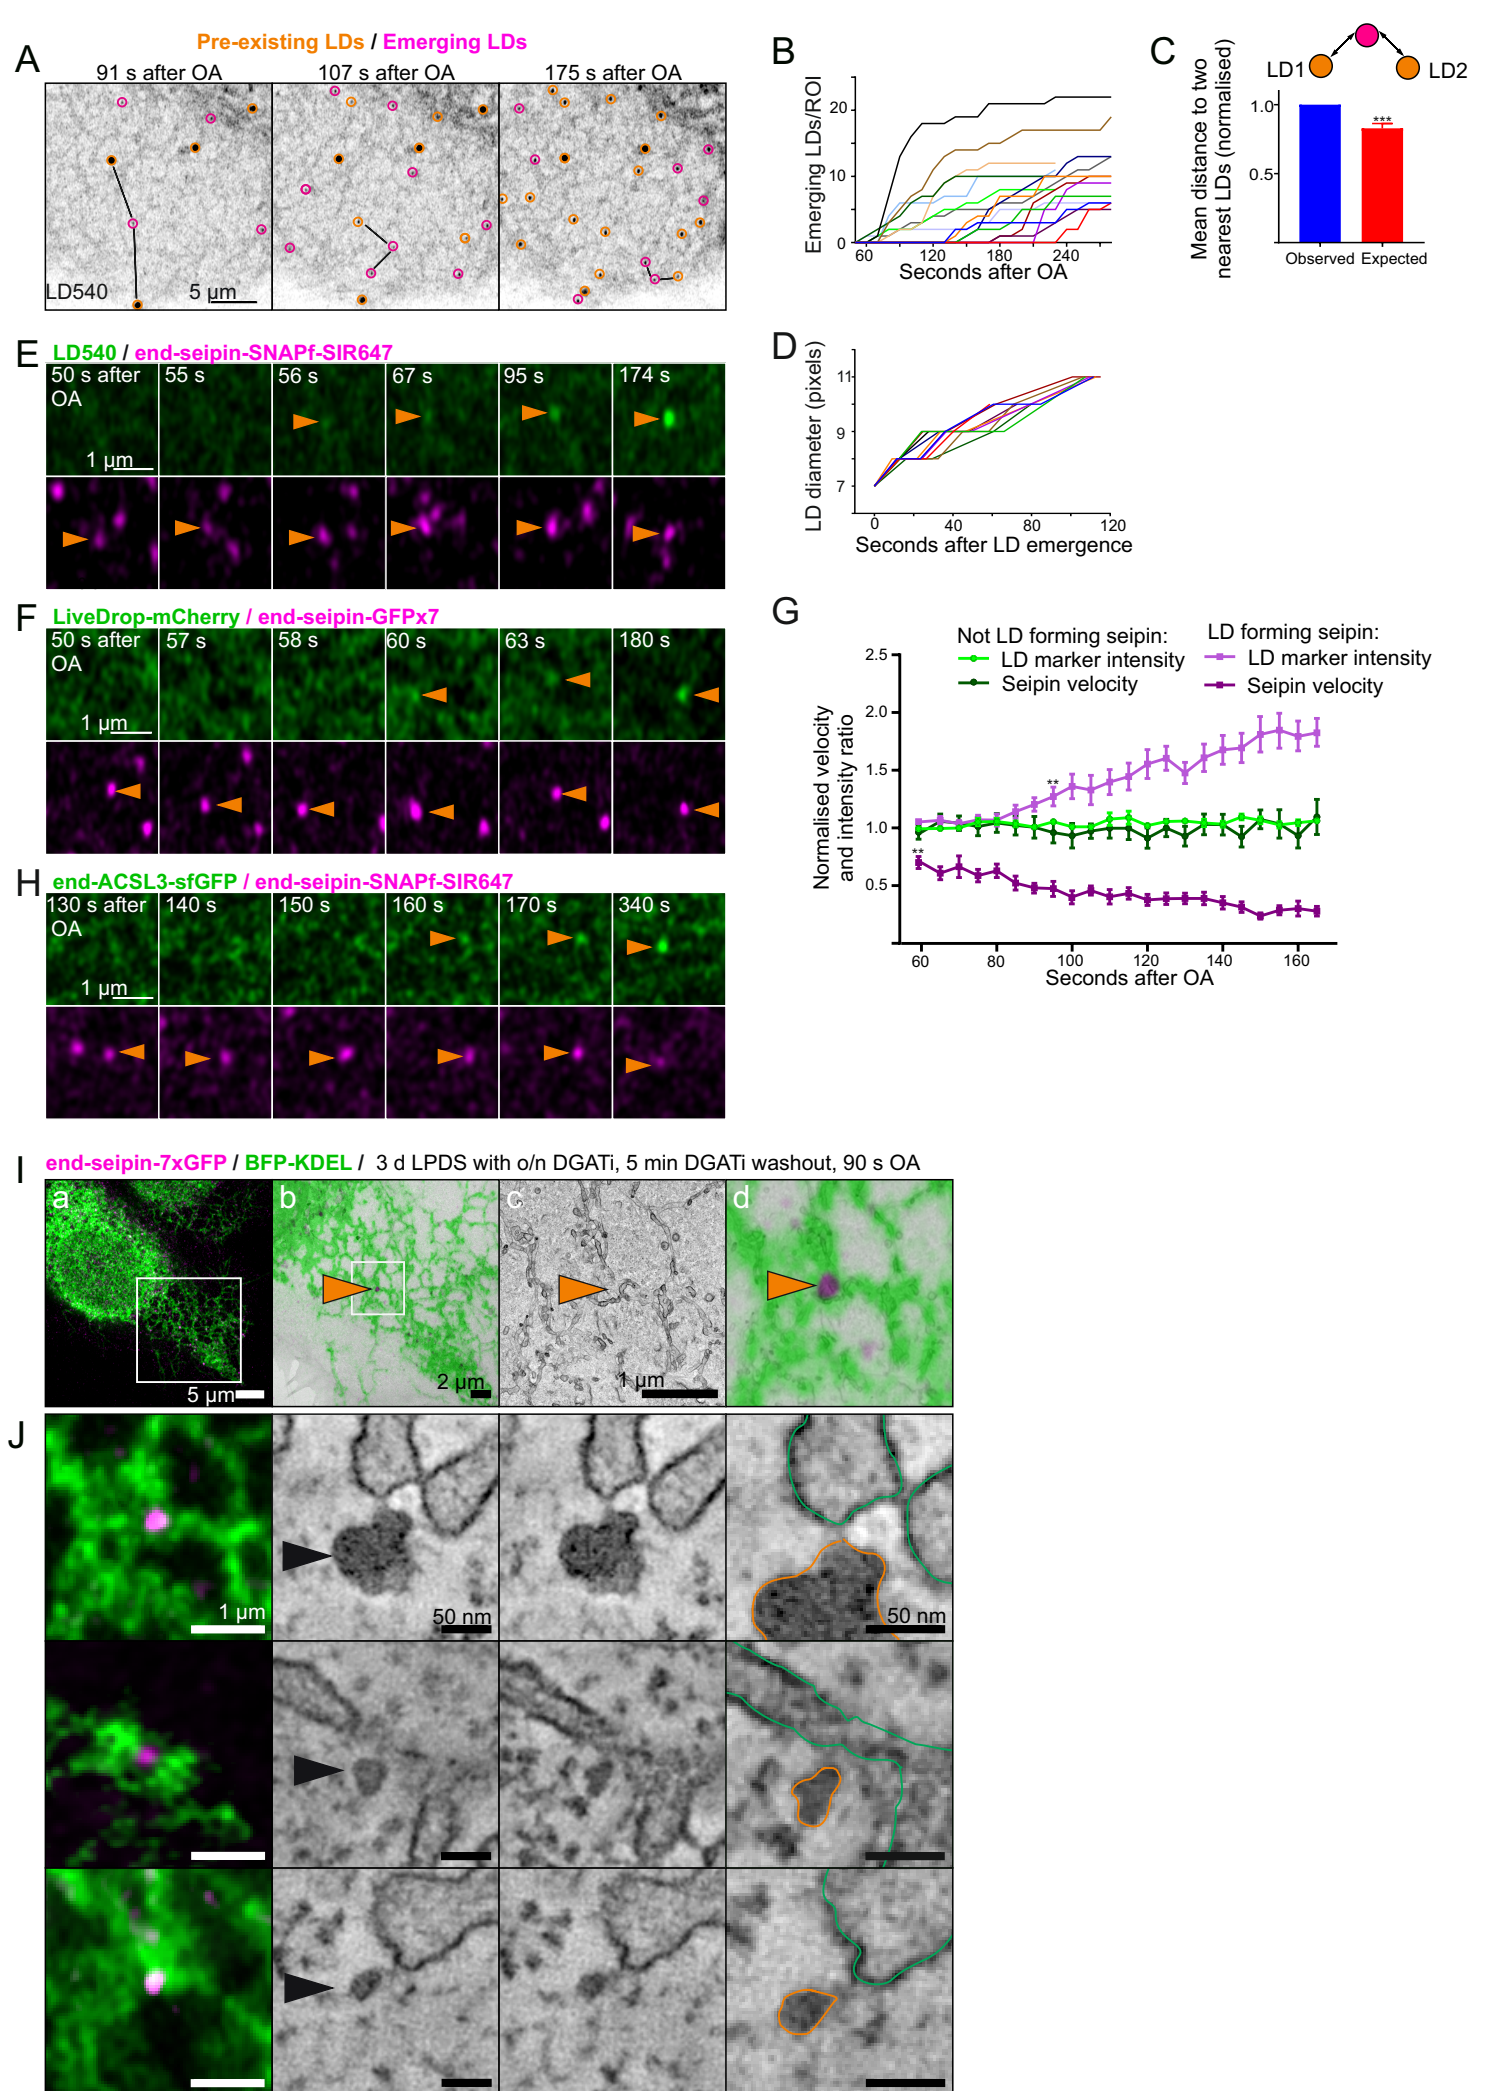 A
Pre-existing LDs / Emerging LDs
91 s after OA
107 s after OA
175 s after OA
LD540
5 µm
B
Emerging LDs/ROI
20
10
0
60
120
180
240
Seconds after OA
C
LD1
LD2
Mean distance to two
nearest LDs (normalised)
1.0
0.5
***
Observed
Expected
D
LD diameter (pixels)
11
9
7
0
40
80
120
Seconds after LD emergence
E
LD540 / end-seipin-SNAPf-SIR647
50 s after
OA
55 s
56 s
67 s
95 s
174 s
1 µm
F
LiveDrop-mCherry / end-seipin-GFPx7
50 s after
OA
57 s
58 s
60 s
63 s
180 s
1 µm
G
Not LD forming seipin:
LD marker intensity
Seipin velocity
LD forming seipin:
LD marker intensity
Seipin velocity
Normalised velocity
and intensity ratio
2.5
2.0
1.5
1.0
0.5
**
**
60
80
100
120
140
160
Seconds after OA
H
end-ACSL3-sfGFP / end-seipin-SNAPf-SIR647
130 s after
OA
140 s
150 s
160 s
170 s
340 s
1 µm
I
end-seipin-7xGFP / BFP-KDEL / 3 d LPDS with o/n DGATi, 5 min DGATi washout, 90 s OA
a
b
c
d
5 µm
2 µm
1 µm
J
1 µm
50 nm
50 nm